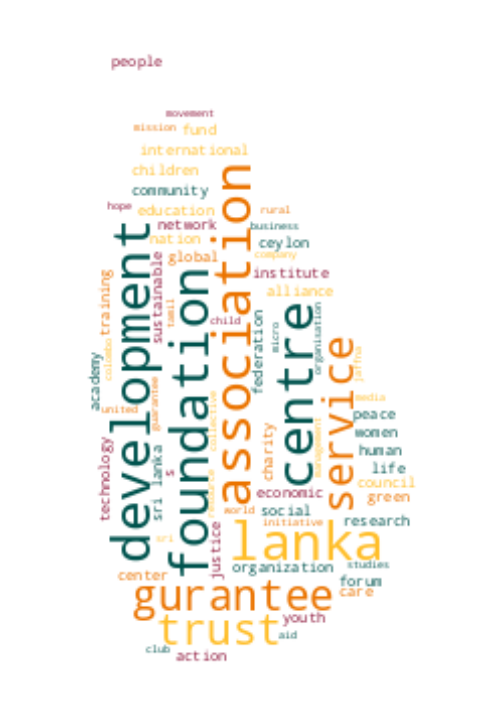 people
movement
mission fund
international
children
community
hope education rural
network business
nation ceylon
global company
sustainable institute
training alliance
development
foundation
association
centre
service
tamil
child
micro
organisation
federation
colombo
academy
jaffna
united
guarantee
collective
media
peace
women
charity
management
human
technology
sri lanka
s
resource
life
council
economic green
world social
initiative research
sri
justice
lanka
organization studies
center forum
gurantee care
trust youth
aid
club action